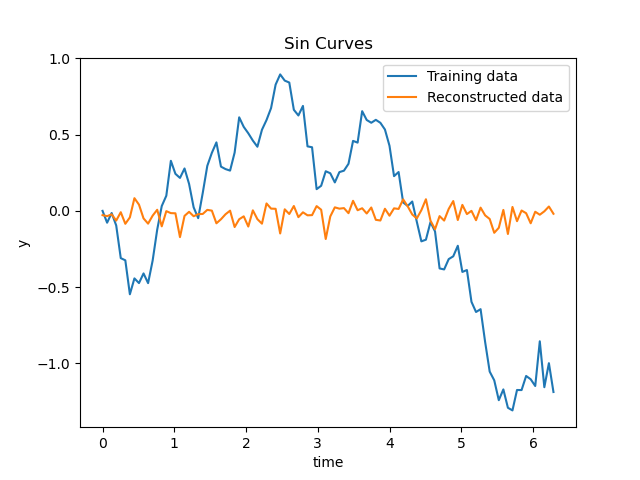 Sin Curves
Training data
Reconstructed data
1.0
0.5
0.0
−0.5
−1.0
y
0 1 2 3 4 5 6
time